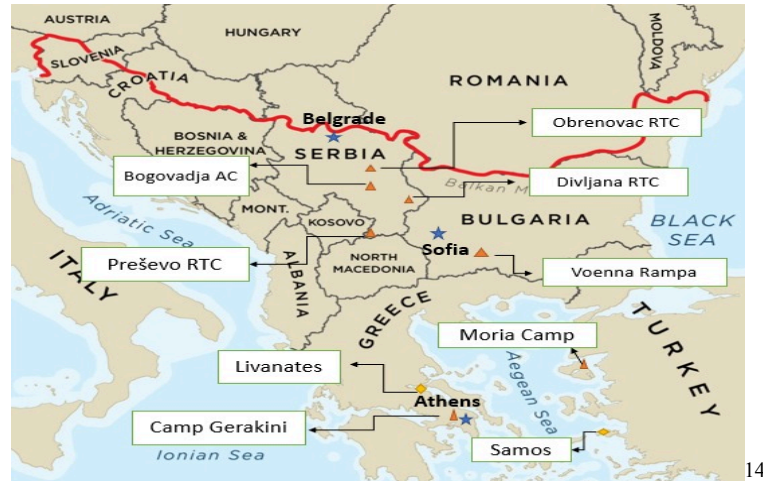 AUSTRIA
HUNGARY
MOLDOVA
SLOVENIA
CROATIA
ROMANIA
Belgrade
Obrenovac RTC
BOSNIA &
HERZEGOVINA
SERBIA
Bogovadja AC
Divljana RTC
Balkan M
Adriatic Sea
MONT.
KOSOVO
BULGARIA
BLACK
SEA
Sofia
ITALY
Preševo RTC
ALBANIA
NORTH
MACEDONIA
Voenna Rampa
GREECE
TURKEY
Moria Camp
Livanates
Aegean Sea
Athens
Camp Gerakini
Samos
Ionian Sea
14